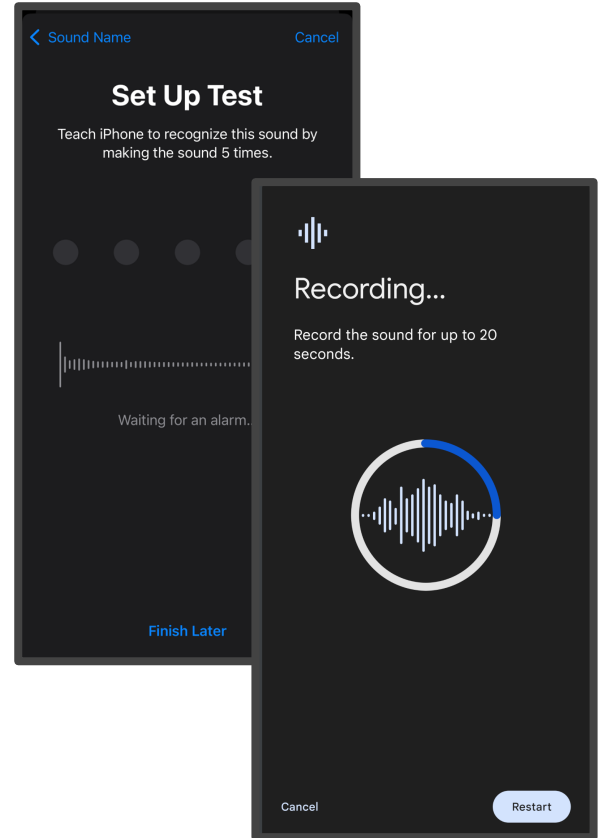 Sound Name
Cancel
Set Up Test
Teach iPhone to recognize this sound by
making the sound 5 times.
Waiting for an alarm.
Finish Later
Recording...
Record the sound for up to 20
seconds.
Cancel
Restart